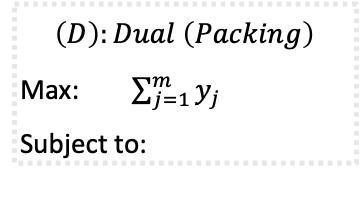 (D): Dual (Packing)
Max: ∑_{j=1}^{m} y_j
Subject to: